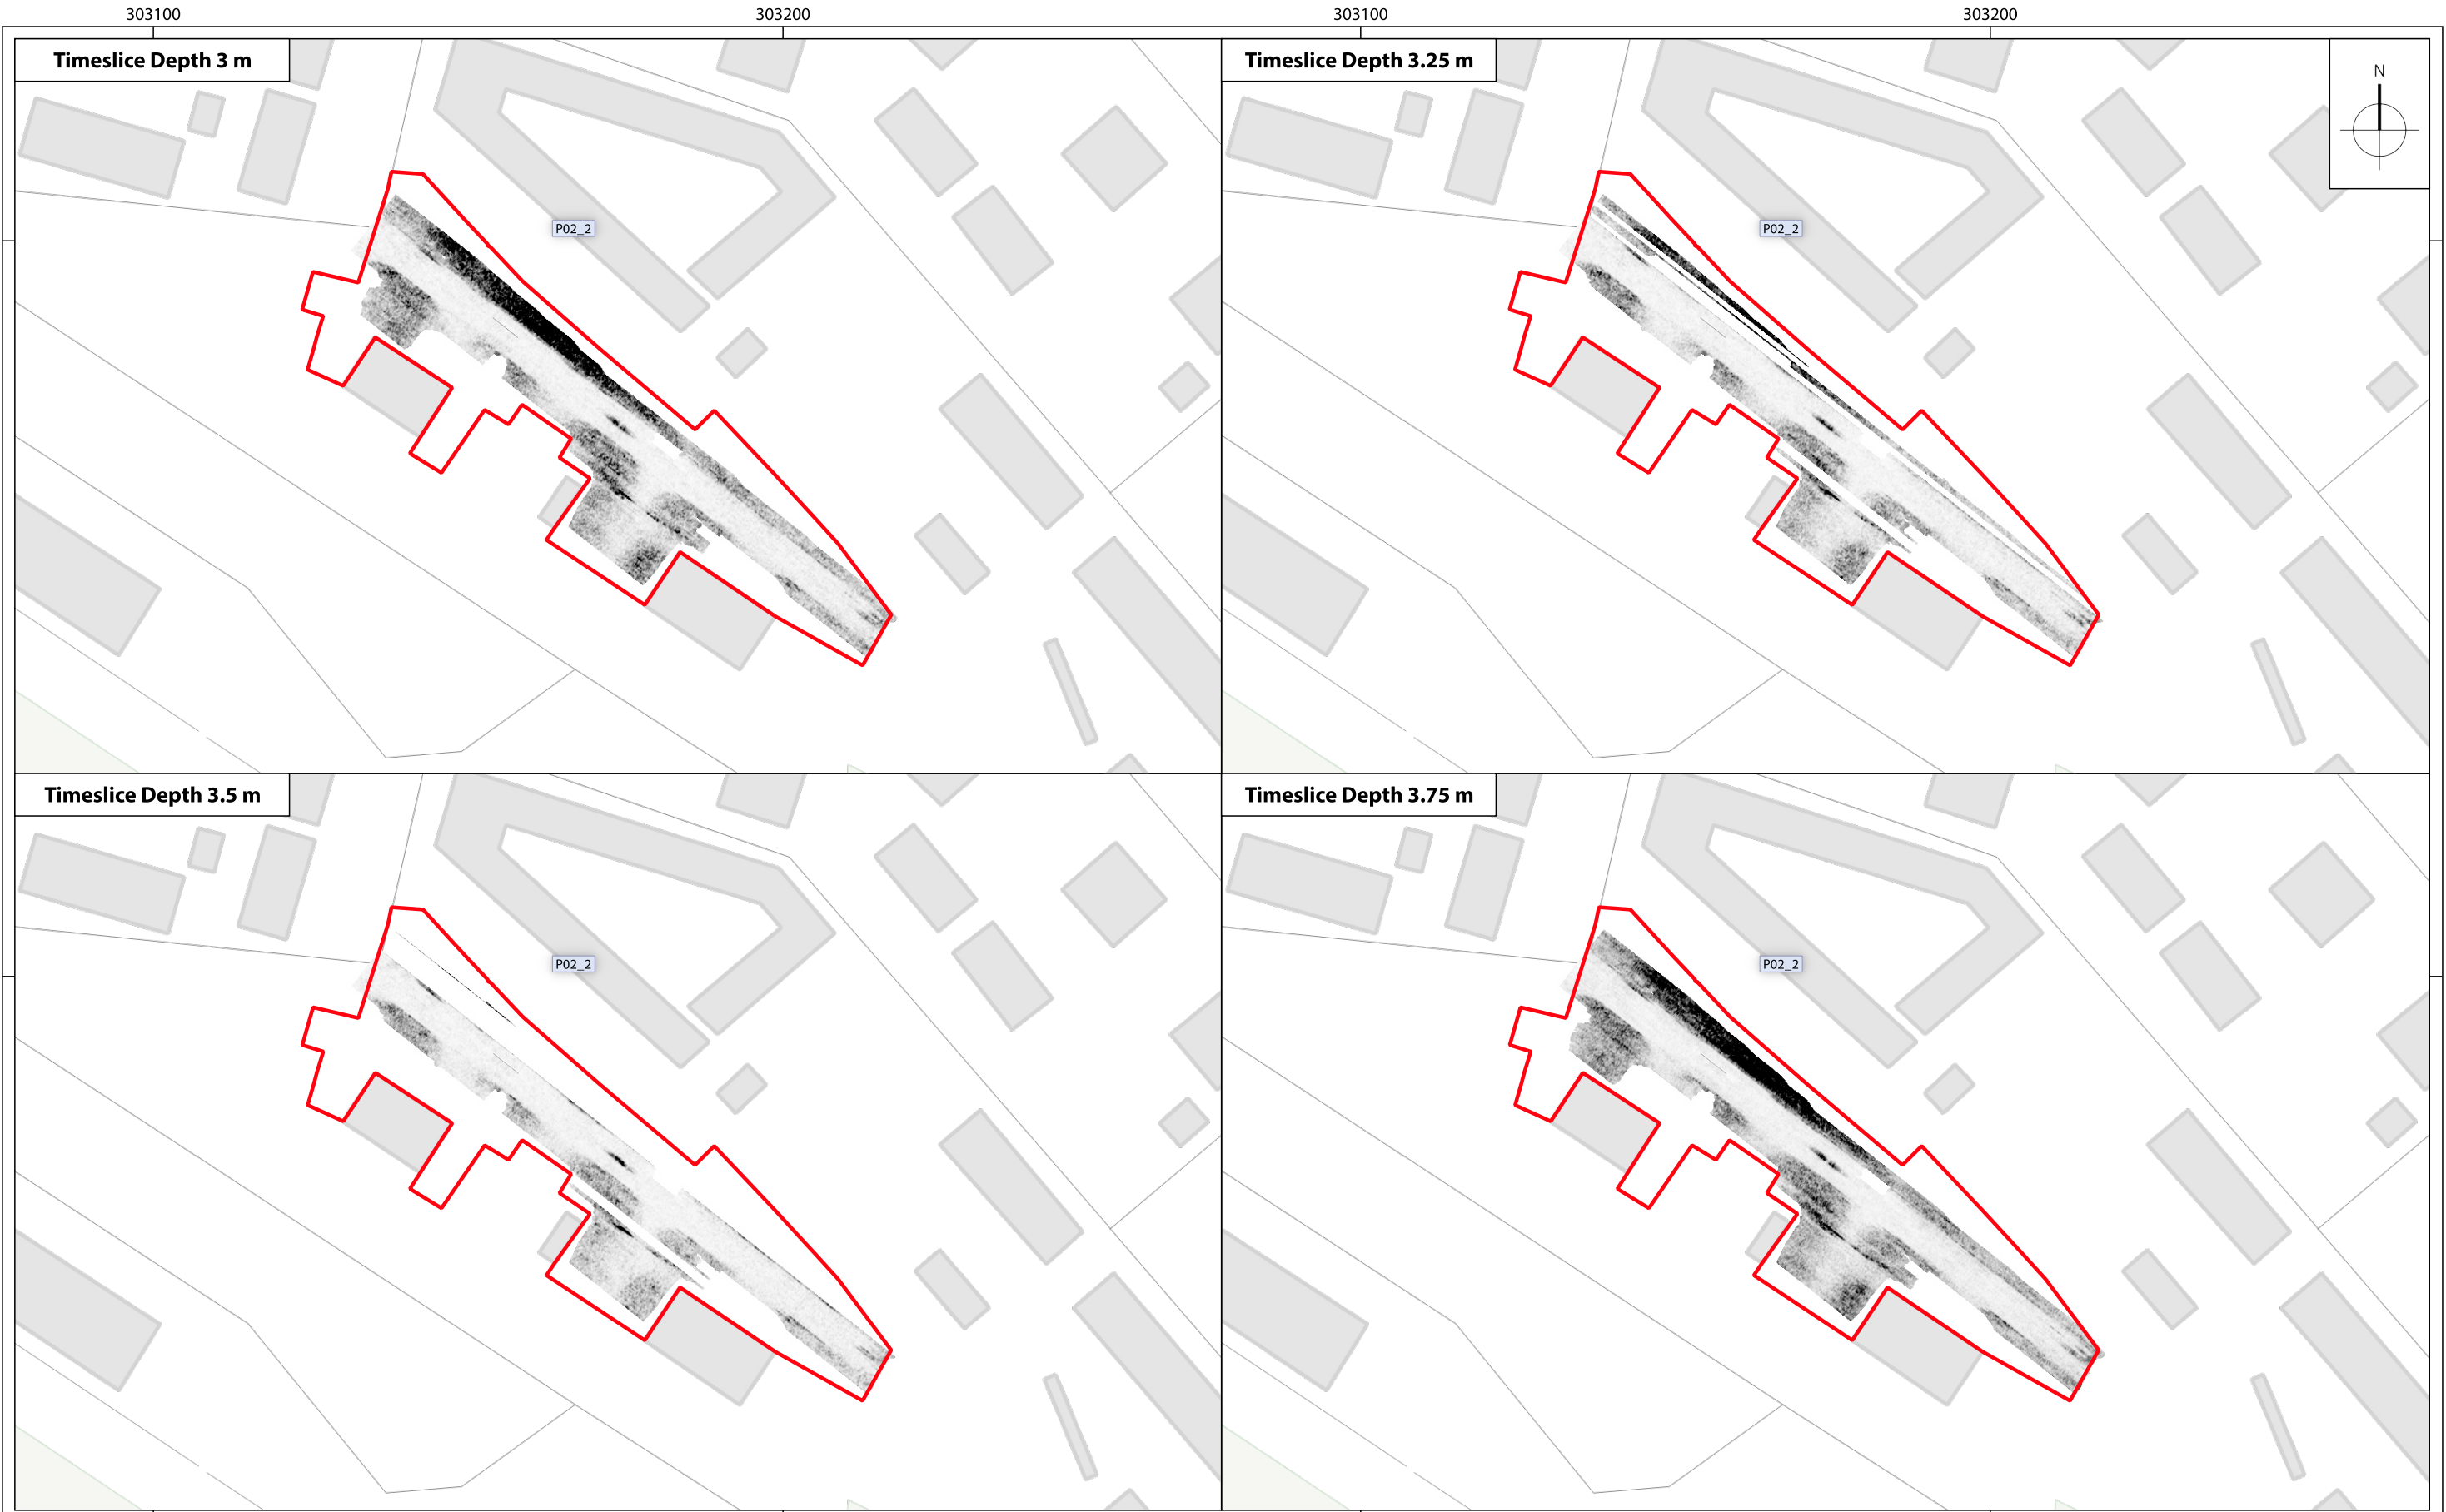 303100
303200
303100
303200
Timeslice Depth 3 m
Timeslice Depth 3.25 m
N
P02_2
P02_2
Timeslice Depth 3.5 m
Timeslice Depth 3.75 m
P02_2
P02_2